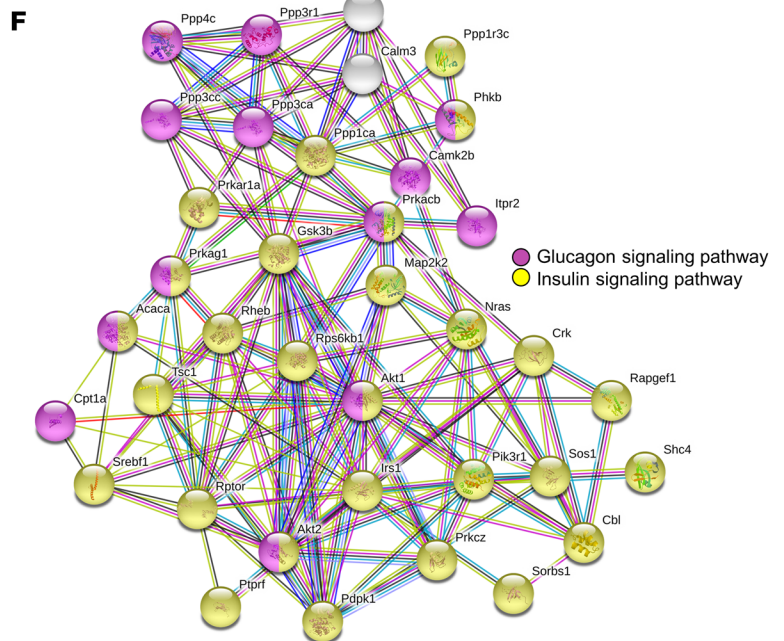 F
Ppp4c
Ppp3r1
Calm3
Ppp1r3c
Ppp3cc
Ppp3ca
Phkb
Ppp1ca
Camk2b
Prkar1a
Prkacb
Itpr2
Gsk3b
Glucagon signaling pathway
Insulin signaling pathway
Prkag1
Map2k2
Acaca
Rheb
Nras
Rps6kb1
Crk
Tsc1
Akt1
Rapgef1
Cpt1a
Srebf1
Irs1
Pik3r1
Sos1
Shc4
Rptor
Akt2
Prkcz
Cbl
Ptprf
Pdpk1
Sorbs1